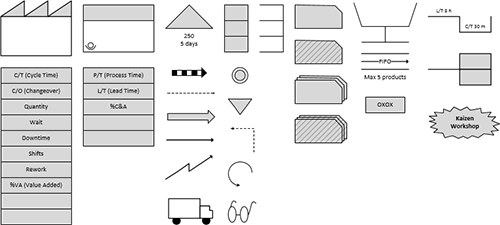 250
5 days
FIFO
Max 5 products
OXOX
L/T 8 h
C/T 30 m
Kaizen
Workshop
C/T (Cycle Time)
C/O (Changeover)
Quantity
Wait
Downtime
Shifts
Rework
%VA (Value Added)
P/T (Process Time)
L/T (Lead Time)
%C&A